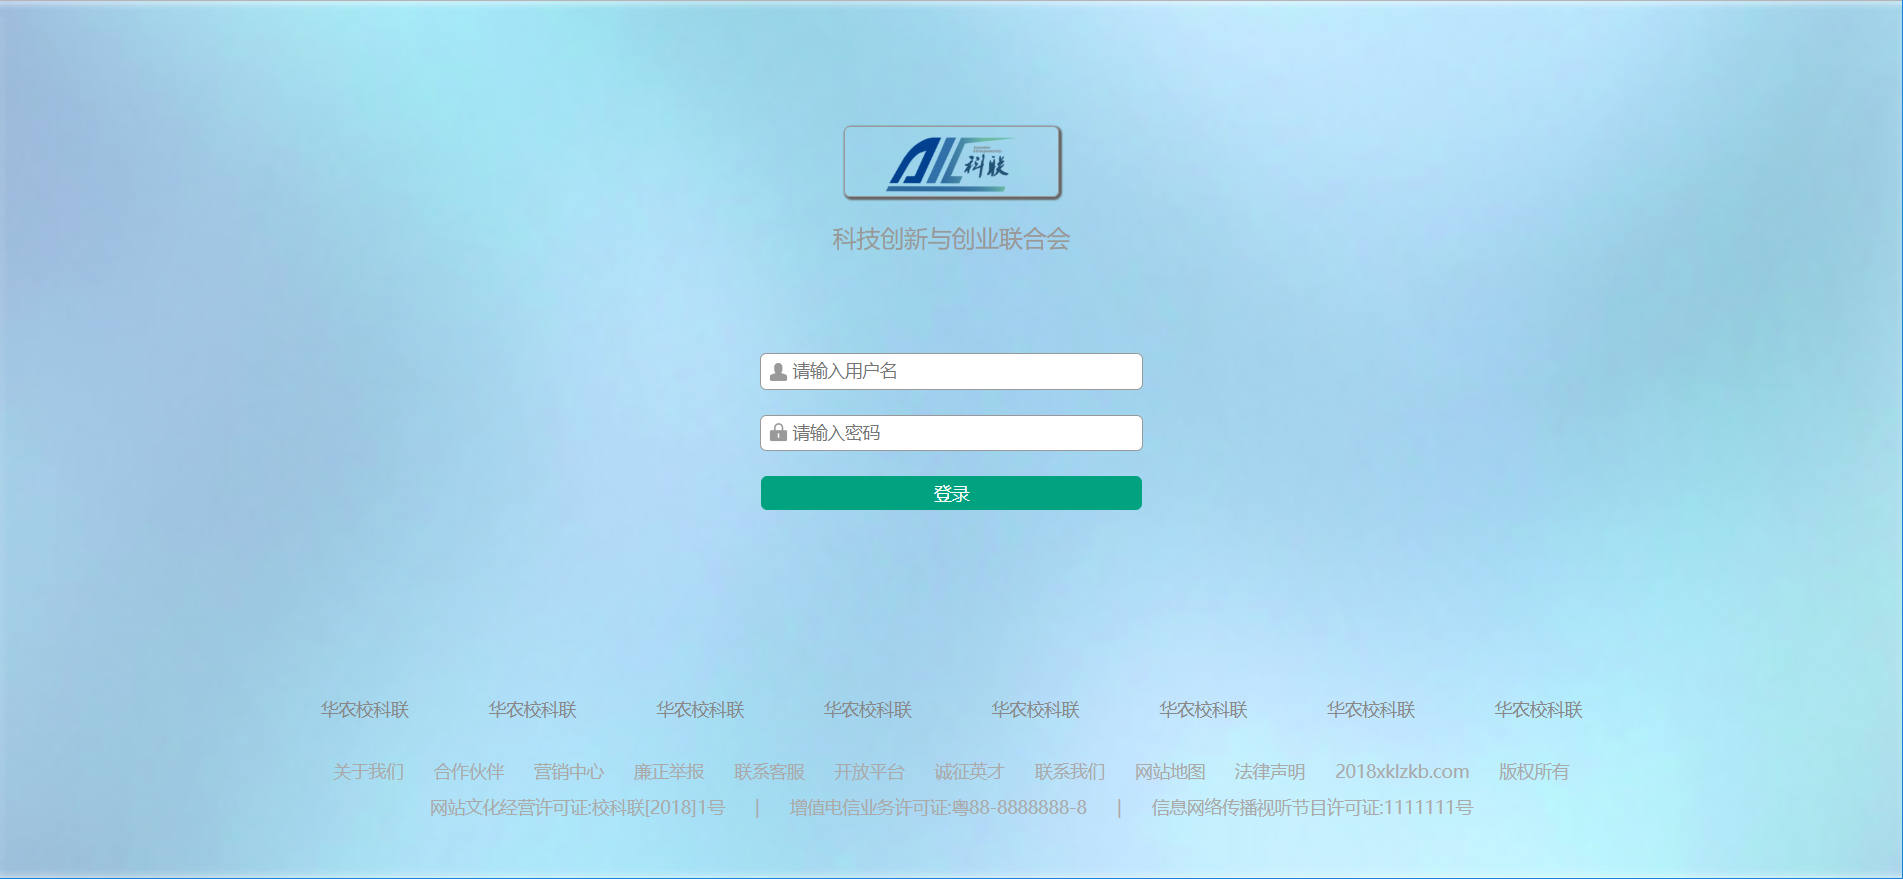 科联
科技创新与创业联合会
请输入用户名
请输入密码
登录
华农校科联 华农校科联 华农校科联 华农校科联 华农校科联 华农校科联 华农校科联 华农校科联
关于我们 合作伙伴 营销中心 廉正举报 联系客服 开放平台 诚征英才 联系我们 网站地图 法律声明 2018xklzkb.com 版权所有
网站文化经营许可证:校科联[2018]1号 | 增值电信业务许可证:粤88-8888888-8 | 信息网络传播视听节目许可证:1111111号